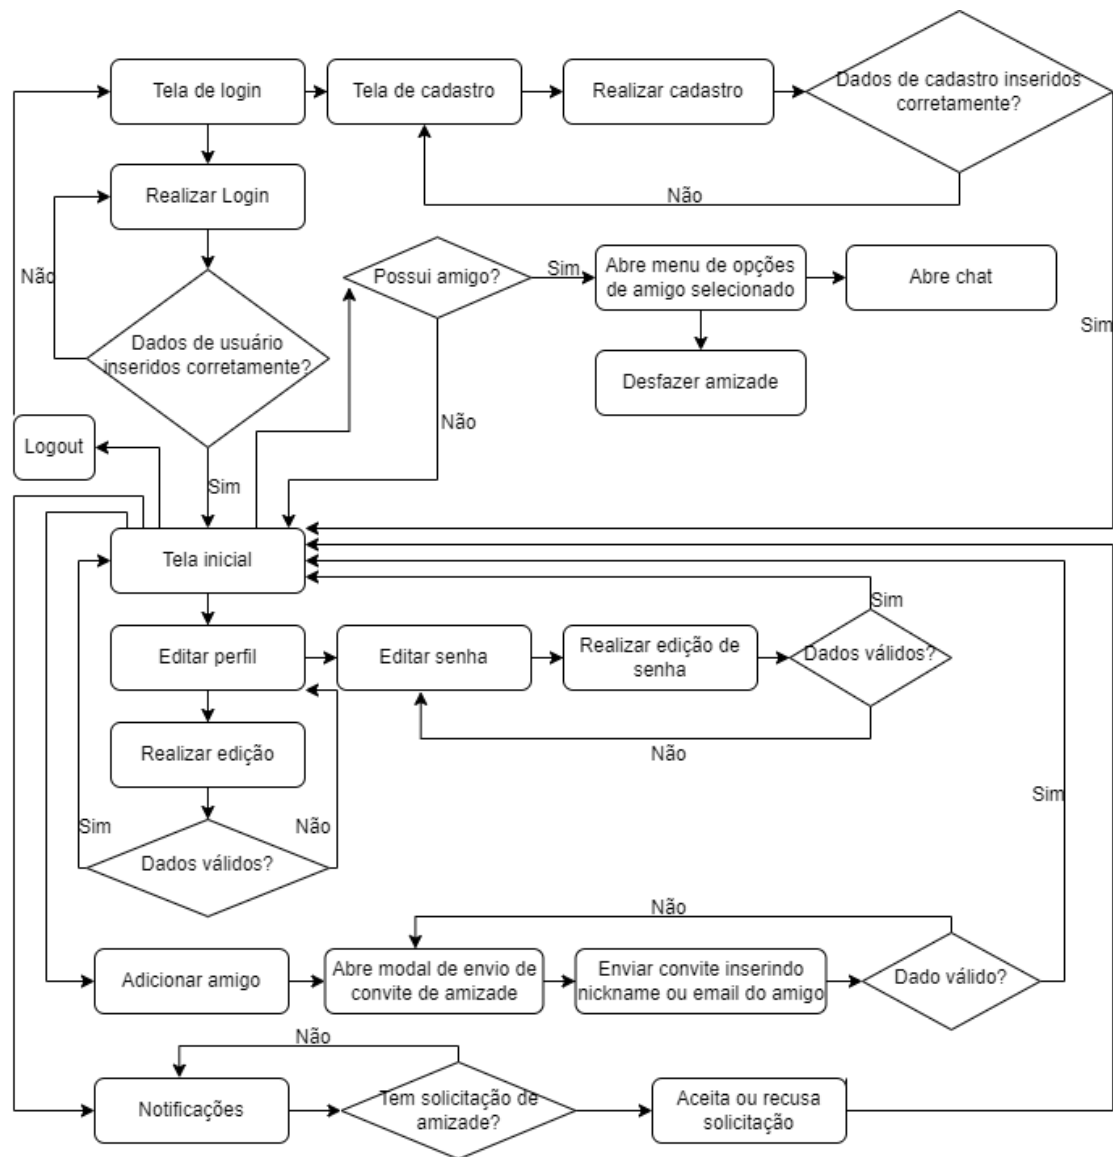 Tela de login
Tela de cadastro
Realizar cadastro
Dados de cadastro inseridos
corretamente?
Realizar Login
Não
Não
Possui amigo?
Sim
Abre menu de opções
de amigo selecionado
Abre chat
Sim
Dados de usuário
inseridos corretamente?
Desfazer amizade
Não
Logout
Sim
Tela inicial
Sim
Editar perfil
Editar senha
Realizar edição de
senha
Dados válidos?
Não
Realizar edição
Sim
Sim
Não
Dados válidos?
Não
Adicionar amigo
Abre modal de envio de
convite de amizade
Enviar convite inserindo
nickname ou email do amigo
Dado válido?
Não
Notificações
Tem solicitação de
amizade?
Aceita ou recusa
solicitação